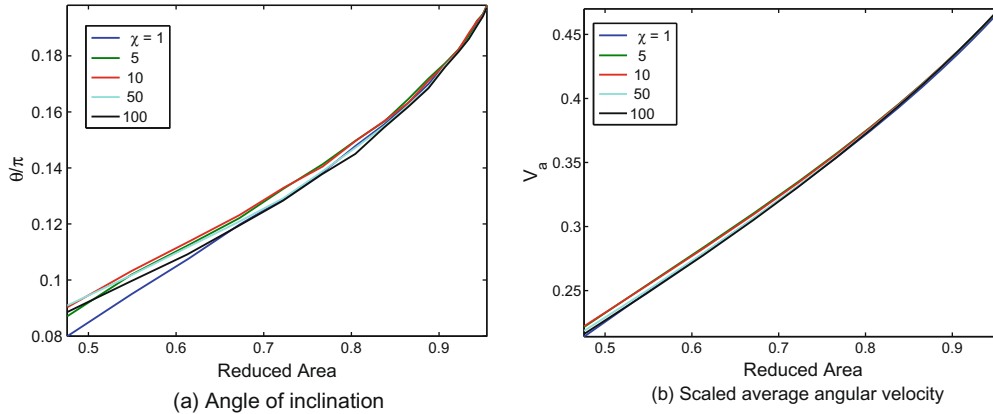 χ = 1
5
10
50
100
0.18
0.16
0.14
0.12
0.1
0.08
θ/π
0.5 0.6 0.7 0.8 0.9
Reduced Area
(a) Angle of inclination
χ = 1
5
10
50
100
0.45
0.4
0.35
0.3
0.25
V_a
0.5 0.6 0.7 0.8 0.9
Reduced Area
(b) Scaled average angular velocity